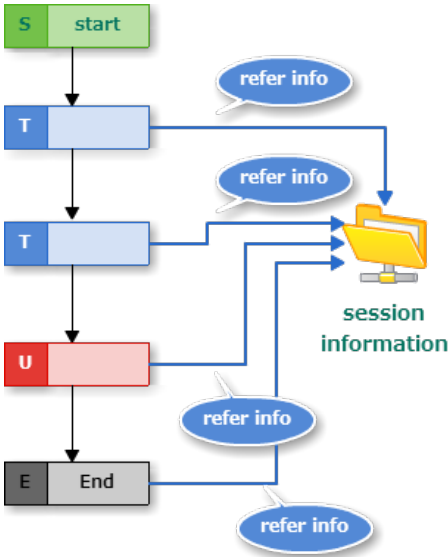 S start
refer info
T
refer info
T
session
information
U
refer info
E End
refer info